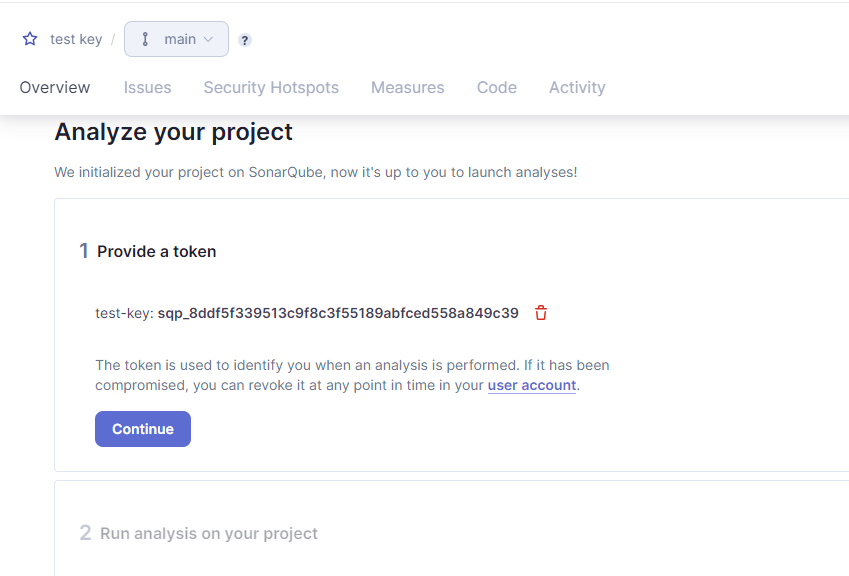 test key / main ?
Overview Issues Security Hotspots Measures Code Activity
Analyze your project
We initialized your project on SonarQube, now it's up to you to launch analyses!
1 Provide a token
test-key: sqp_8ddf5f339513c9f8c3f55189abfced558a849c39
The token is used to identify you when an analysis is performed. If it has been
compromised, you can revoke it at any point in time in your user account.
Continue
2 Run analysis on your project